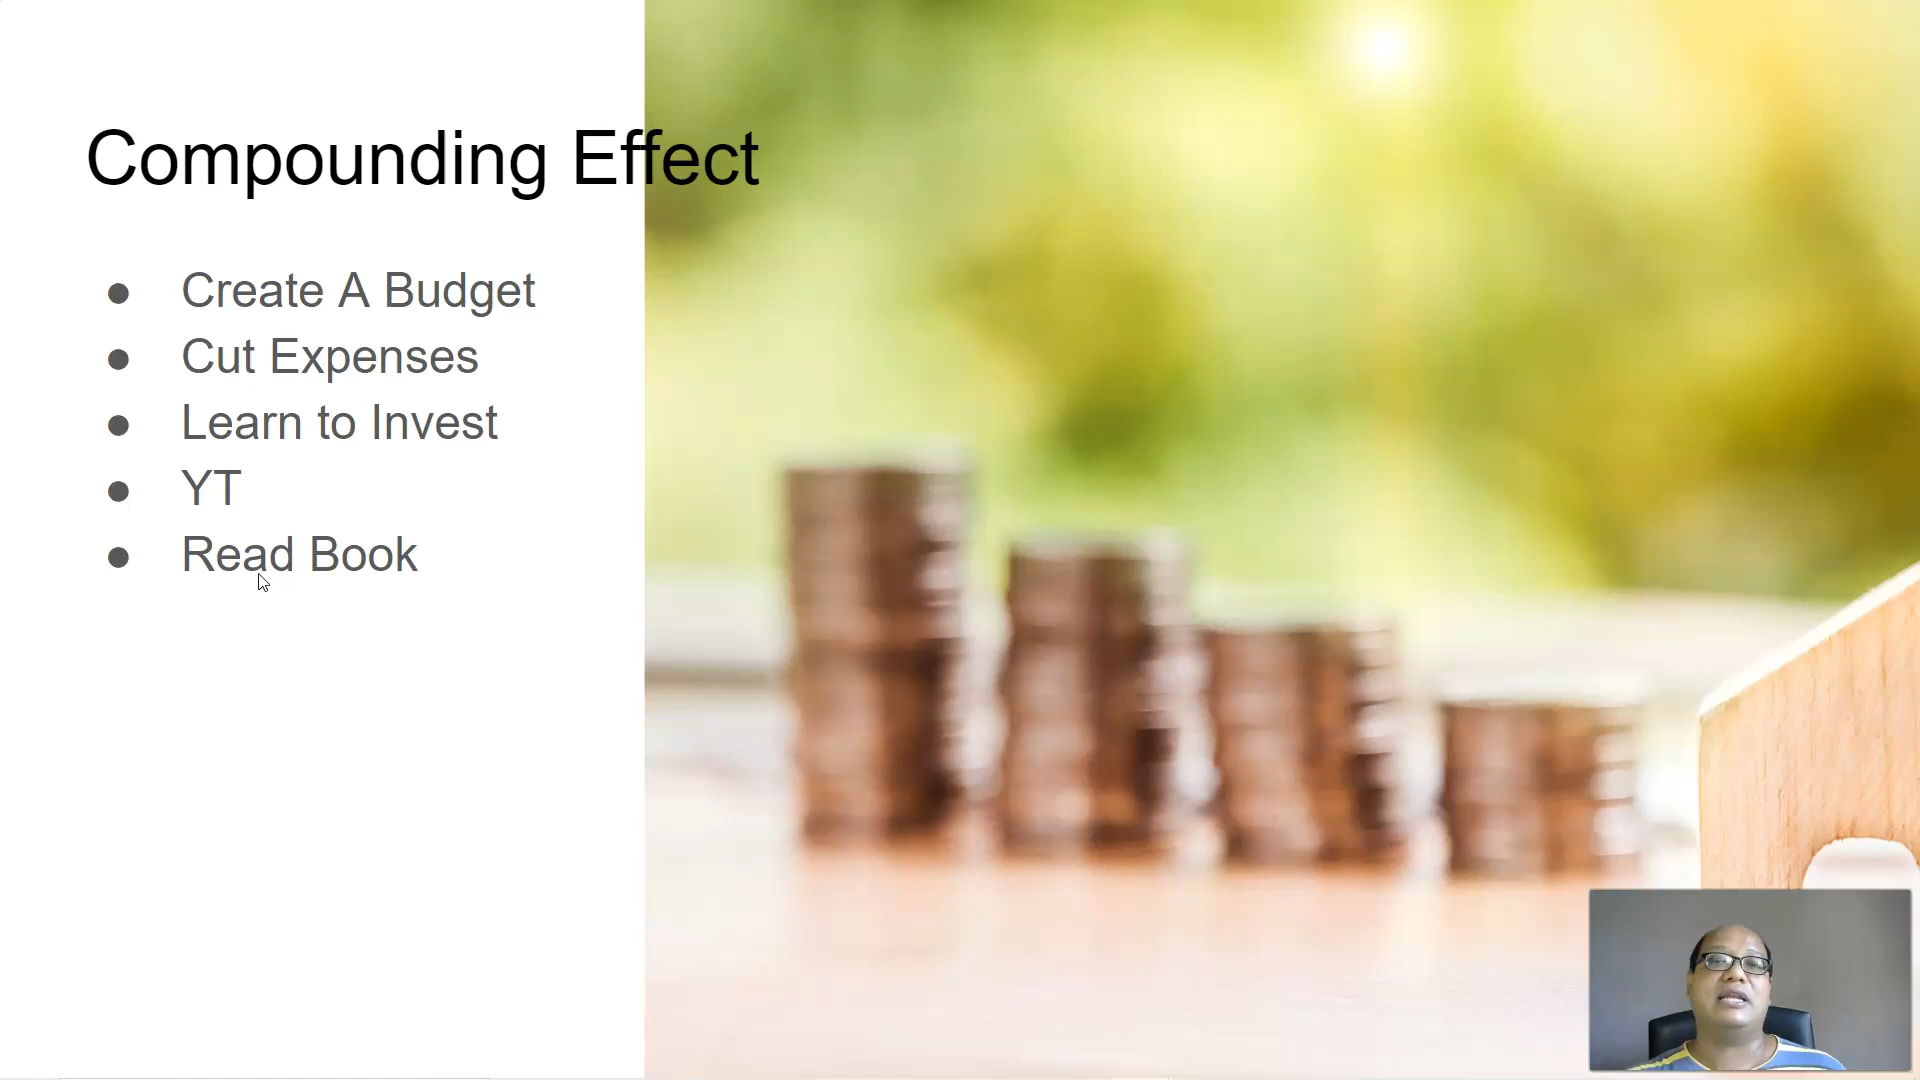 Compounding Effect
● Create A Budget
● Cut Expenses
● Learn to Invest
● YT
● Read Book